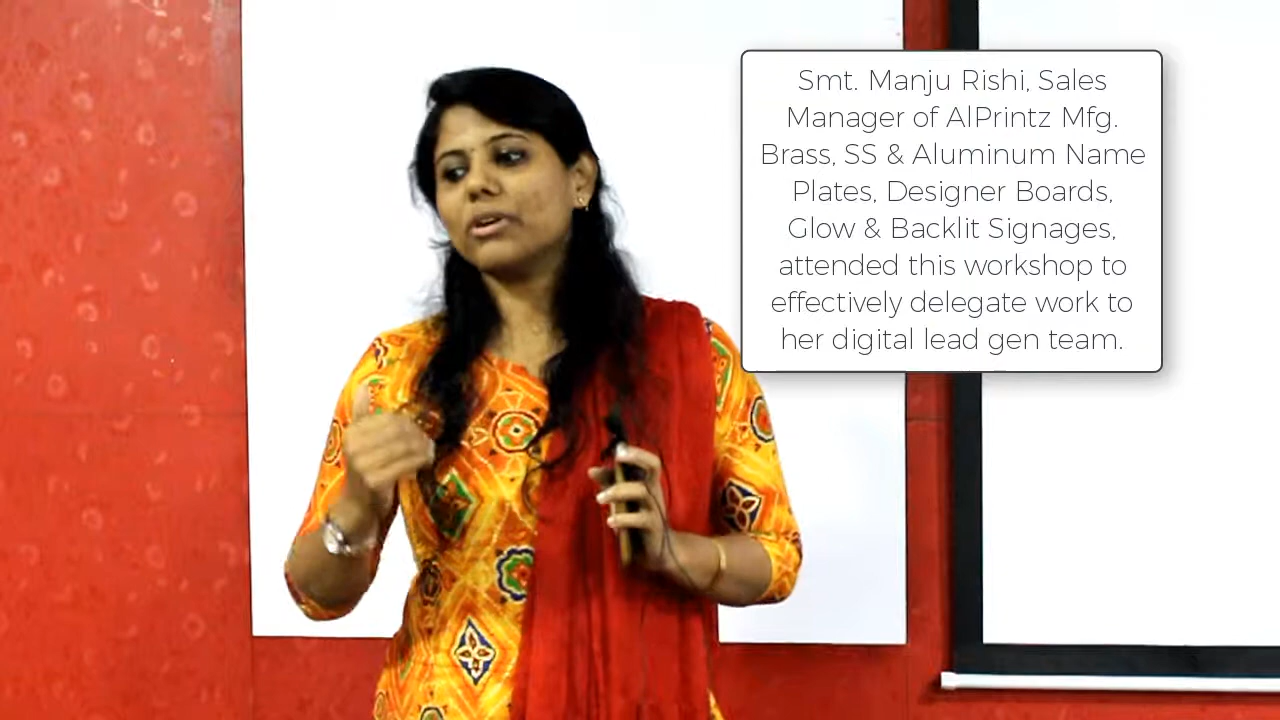 Smt. Manju Rishi, Sales
Manager of AlPrintz Mfg.
Brass, SS & Aluminum Name
Plates, Designer Boards,
Glow & Backlit Signages,
attended this workshop to
effectively delegate work to
her digital lead gen team.